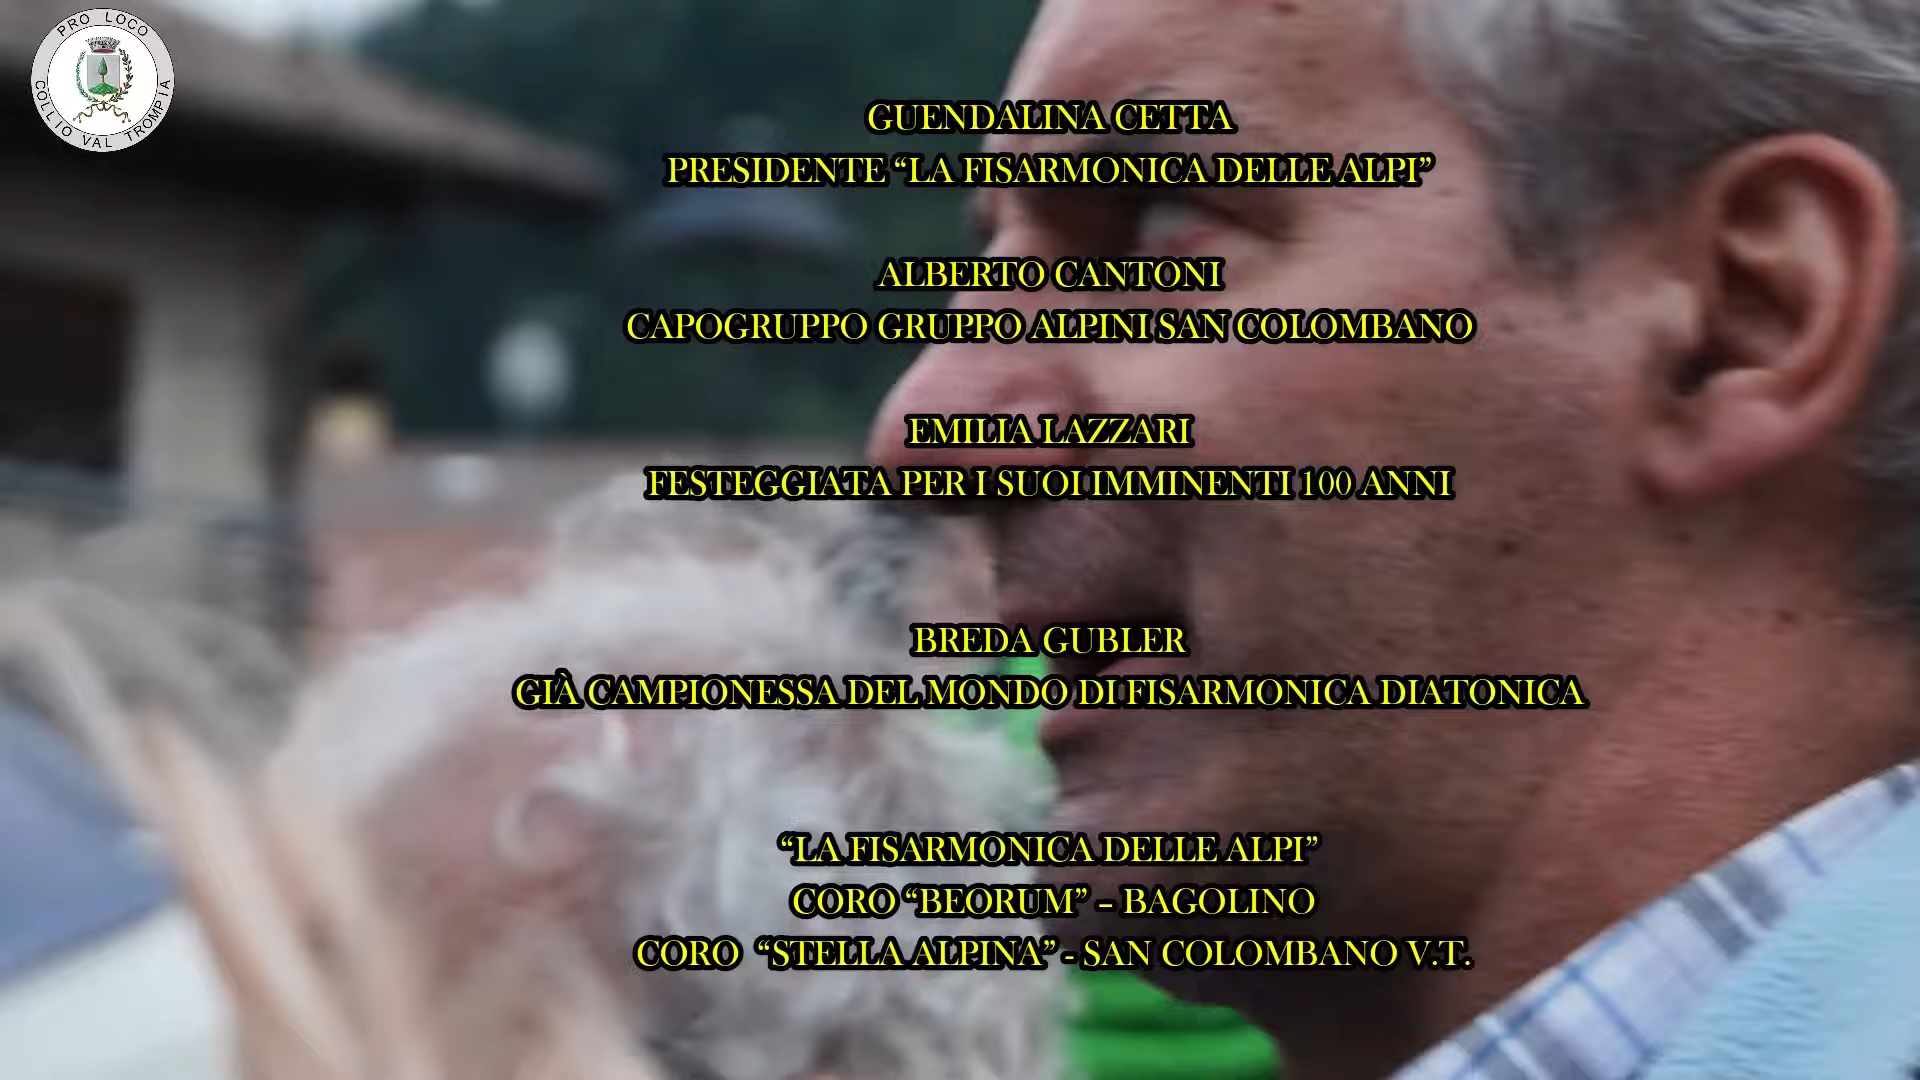 PRO LOCO
COLLIO VAL TROMPIA
GUENDALINA CETTA
PRESIDENTE “LA FISARMONICA DELLE ALPI”
ALBERTO CANTONI
CAPOGRUPPO GRUPPO ALPINI SAN COLOMBANO
EMILIA LAZZARI
FESTEGGIATA PER I SUOI IMMINENTI 100 ANNI
BREDA GUBLER
GIÀ CAMPIONESSA DEL MONDO DI FISARMONICA DIATONICA
“LA FISARMONICA DELLE ALPI”
CORO “BEORUM” – BAGOLINO
CORO “STELLA ALPINA” - SAN COLOMBANO V.T.